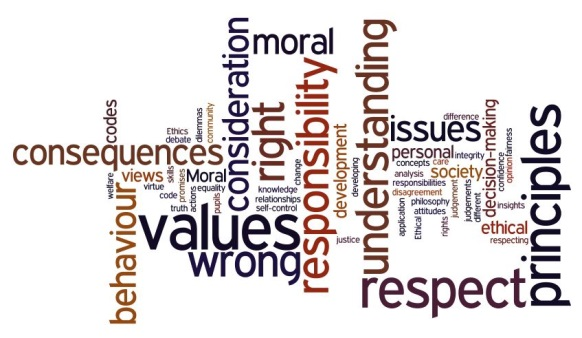 consideration
moral
understanding
codes
Ethics
debate
dilemmas
community
right
responsibility
difference
issues
decision-making
principles
consequences
change
development
developing
personal
integrity
concepts
care
opinion
confidence
fairness
welfare
views
virtue
skills
promises
Moral
equality
action
code
truth
pupils
knowledge
relationships
self-control
analysis
society
responsibilities
disagreement
philosophy
attitudes
application
Ethical
rights
judgement
judgements
different
insights
ethical
respecting
behaviour
values
wrong
justice
respect